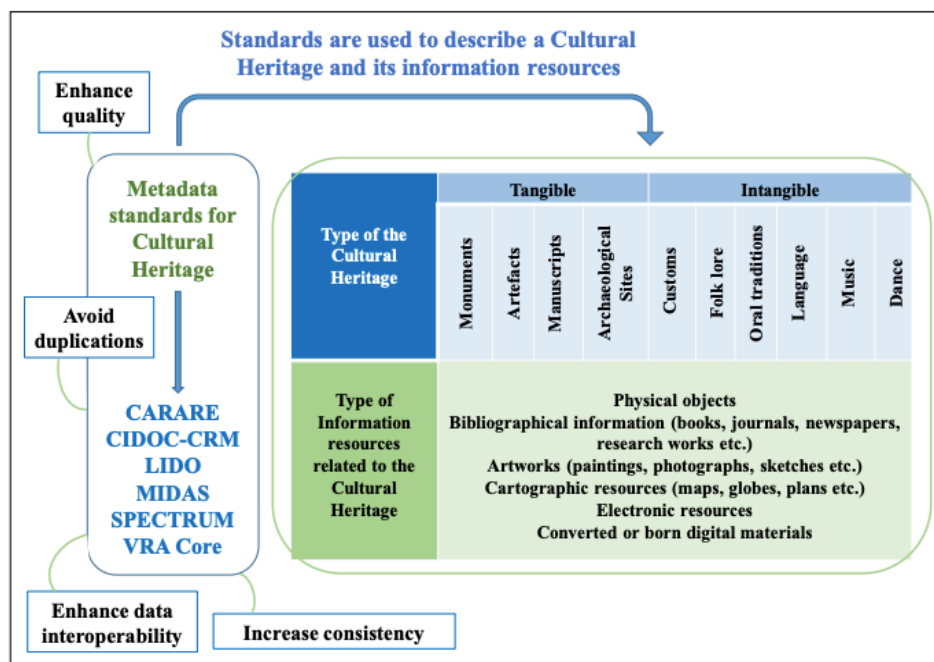 Standards are used to describe a Cultural
Heritage and its information resources
Enhance
quality
Metadata
standards for
Cultural
Heritage
Avoid
duplications
CARARE
CIDOC-CRM
LIDO
MIDAS
SPECTRUM
VRA Core
Enhance data
interoperability
Increase consistency
Type of the
Cultural
Heritage
Tangible
Intangible
Monuments
Artefacts
Manuscripts
Archaeological
Sites
Customs
Folk lore
Oral traditions
Language
Music
Dance
Type of
Information
resources
related to the
Cultural
Heritage
Physical objects
Bibliographical information (books, journals, newspapers,
research works etc.)
Artworks (paintings, photographs, sketches etc.)
Cartographic resources (maps, globes, plans etc.)
Electronic resources
Converted or born digital materials